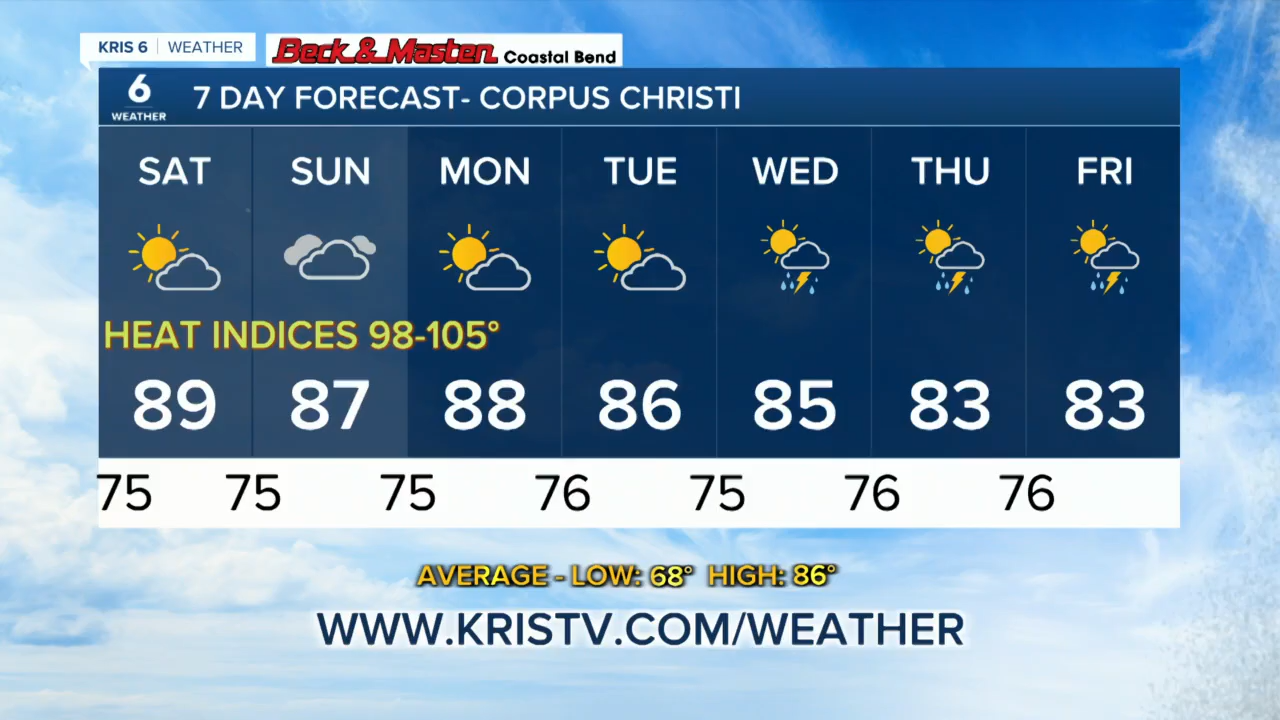 KRIS 6 | WEATHER Beck & Masten Coastal Bend
6 WEATHER 7 DAY FORECAST- CORPUS CHRISTI
SAT SUN MON TUE WED THU FRI
HEAT INDICES 98-105°
89 87 88 86 85 83 83
75 75 75 76 75 76 76
AVERAGE - LOW: 68° HIGH: 86°
WWW.KRISTV.COM/WEATHER